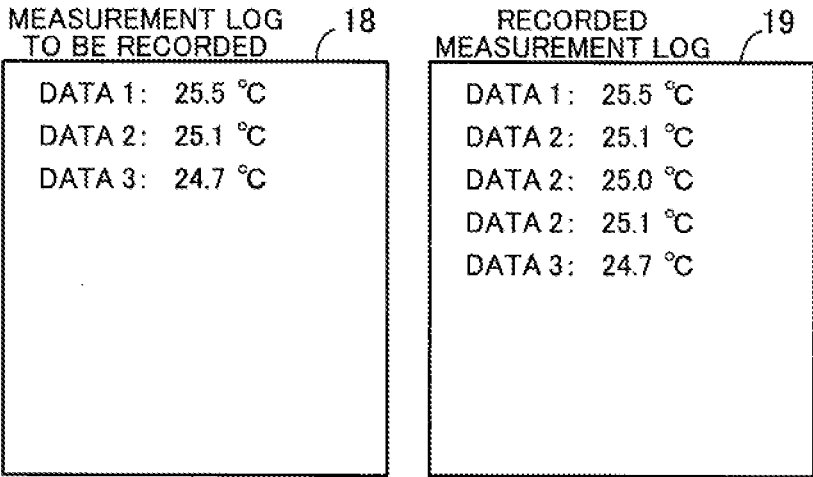 MEASUREMENT LOG
TO BE RECORDED
18
DATA 1: 25.5 °C
DATA 2: 25.1 °C
DATA 3: 24.7 °C
RECORDED
MEASUREMENT LOG
19
DATA 1: 25.5 °C
DATA 2: 25.1 °C
DATA 2: 25.0 °C
DATA 2: 25.1 °C
DATA 3: 24.7 °C